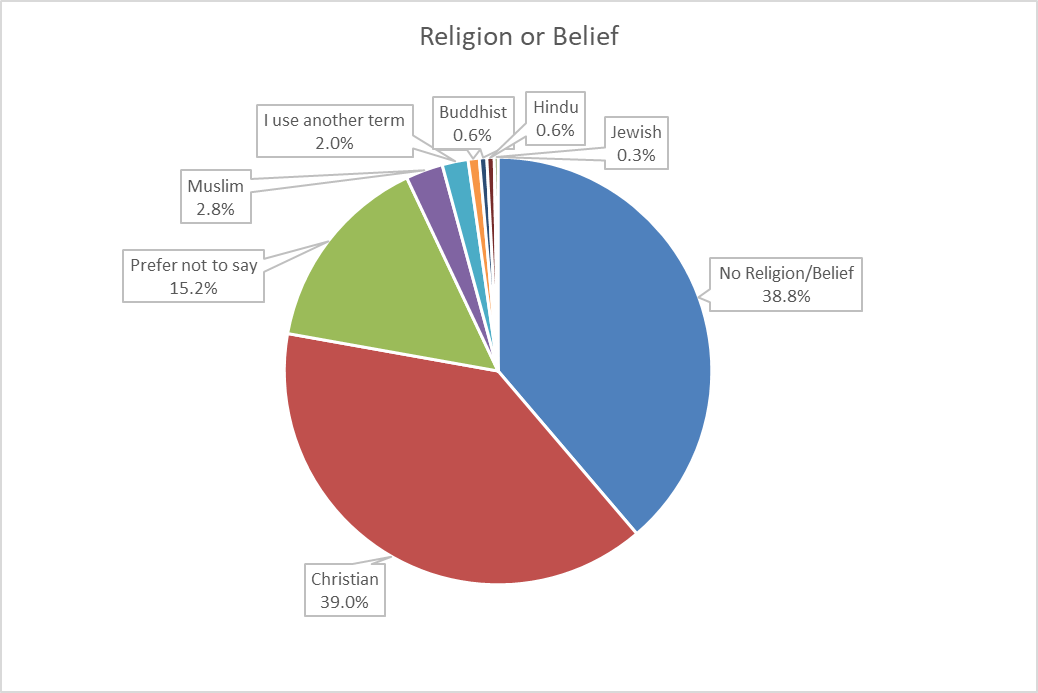 Religion or Belief
I use another term
2.0%
Buddhist
0.6%
Hindu
0.6%
Jewish
0.3%
Muslim
2.8%
Prefer not to say
15.2%
No Religion/Belief
38.8%
Christian
39.0%